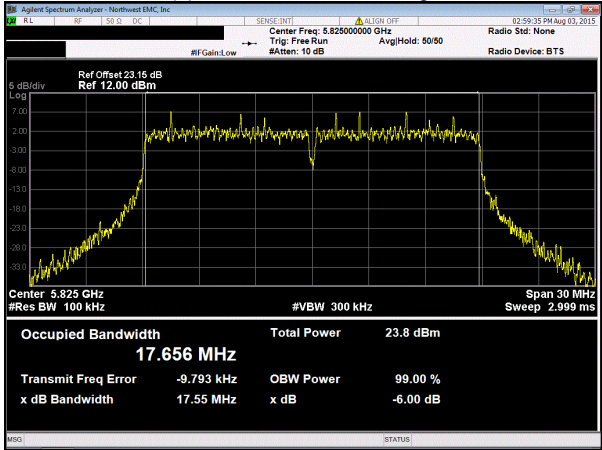 Agilent Spectrum Analyzer - Northwest EMC, Inc
RL RF 50 Ω DC SENSE:INT ALIGN OFF 02:59:35 PM Aug 03, 2015
Center Freq: 5.825000000 GHz Radio Std: None
Trig: Free Run Avg|Hold: 50/50
#IFGain:Low #Atten: 10 dB Radio Device: BTS
Ref Offset 23.15 dB
5 dB/div Ref 12.00 dBm
Log
7.00
2.00
-3.00
-8.00
-13.0
-18.0
-23.0
-28.0
-33.0
Center 5.825 GHz Span 30 MHz
#Res BW 100 kHz #VBW 300 kHz Sweep 2.999 ms
Occupied Bandwidth Total Power 23.8 dBm
17.656 MHz
Transmit Freq Error -9.793 kHz OBW Power 99.00 %
x dB Bandwidth 17.55 MHz x dB -6.00 dB
MSG STATUS